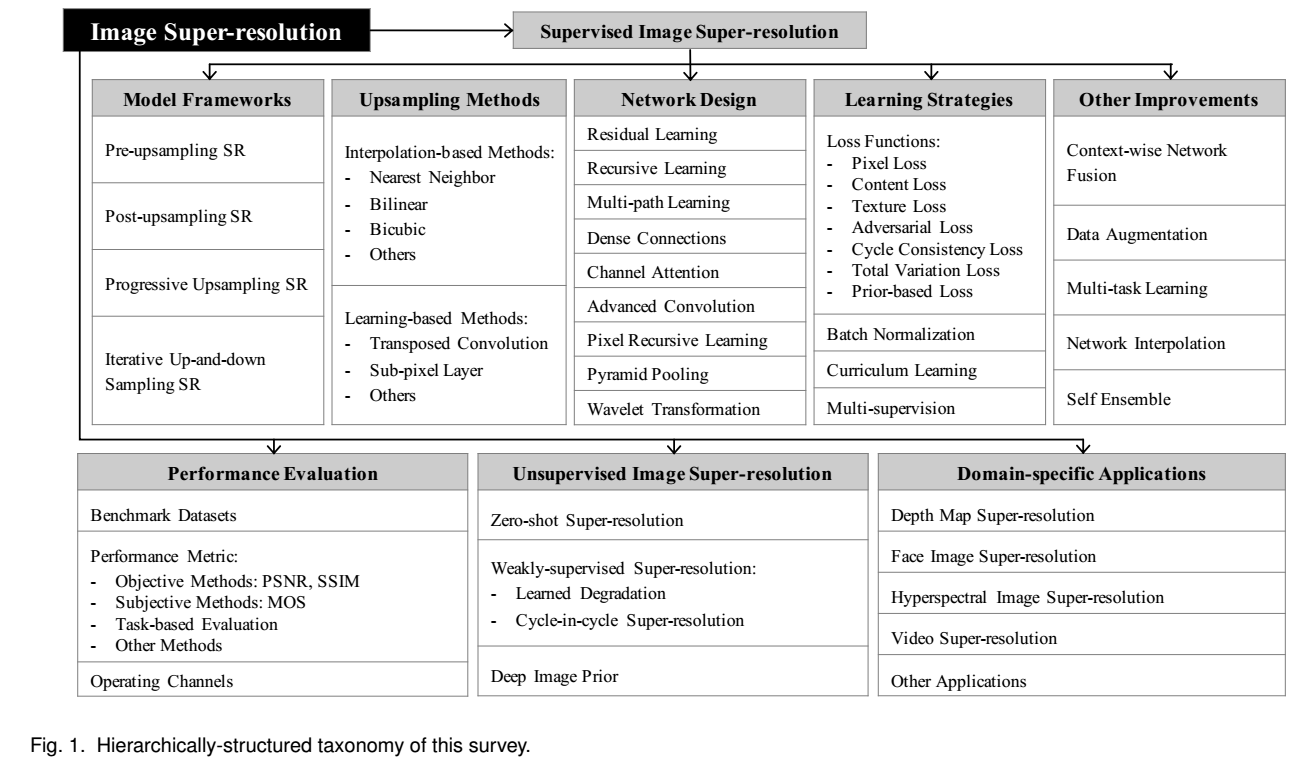 Image Super-resolution
Supervised Image Super-resolution
Model Frameworks
Pre-upsampling SR
Post-upsampling SR
Progressive Upsampling SR
Iterative Up-and-down
Sampling SR
Upsampling Methods
Interpolation-based Methods:
- Nearest Neighbor
- Bilinear
- Bicubic
- Others
Learning-based Methods:
- Transposed Convolution
- Sub-pixel Layer
- Others
Network Design
Residual Learning
Recursive Learning
Multi-path Learning
Dense Connections
Channel Attention
Advanced Convolution
Pixel Recursive Learning
Pyramid Pooling
Wavelet Transformation
Learning Strategies
Loss Functions:
- Pixel Loss
- Content Loss
- Texture Loss
- Adversarial Loss
- Cycle Consistency Loss
- Total Variation Loss
- Prior-based Loss
Batch Normalization
Curriculum Learning
Multi-supervision
Other Improvements
Context-wise Network
Fusion
Data Augmentation
Multi-task Learning
Network Interpolation
Self Ensemble
Performance Evaluation
Benchmark Datasets
Performance Metric:
- Objective Methods: PSNR, SSIM
- Subjective Methods: MOS
- Task-based Evaluation
- Other Methods
Operating Channels
Unsupervised Image Super-resolution
Zero-shot Super-resolution
Weakly-supervised Super-resolution:
- Learned Degradation
- Cycle-in-cycle Super-resolution
Deep Image Prior
Domain-specific Applications
Depth Map Super-resolution
Face Image Super-resolution
Hyperspectral Image Super-resolution
Video Super-resolution
Other Applications
Fig. 1. Hierarchically-structured taxonomy of this survey.